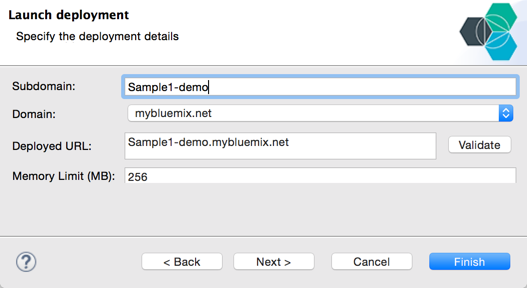 Launch deployment
Specify the deployment details
Subdomain: Sample1-demo
Domain: mybluemix.net
Deployed URL: Sample1-demo.mybluemix.net Validate
Memory Limit (MB): 256
? < Back Next > Cancel Finish